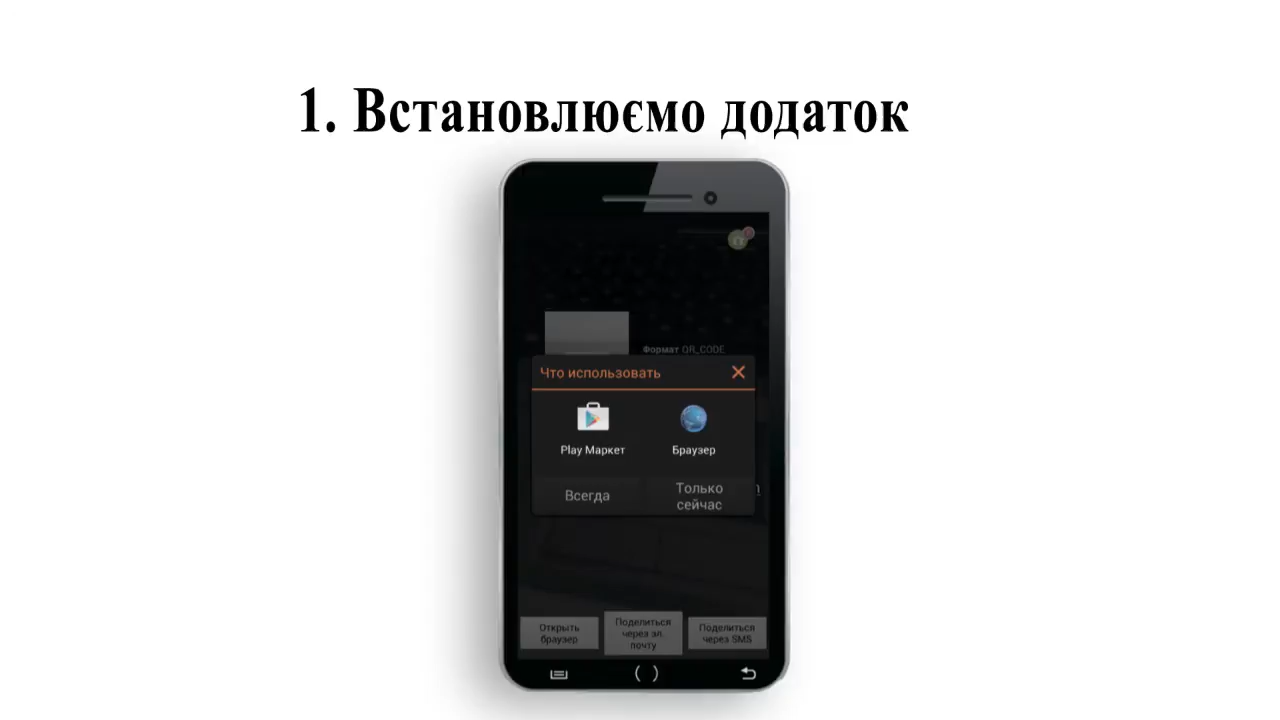 1. Встановлюємо додаток
Формат QR_CODE
Что использовать
Play Маркет
Браузер
Всегда
Только
сейчас
Открыть
браузер
Поделиться
через эл.
почту
Поделиться
через SMS